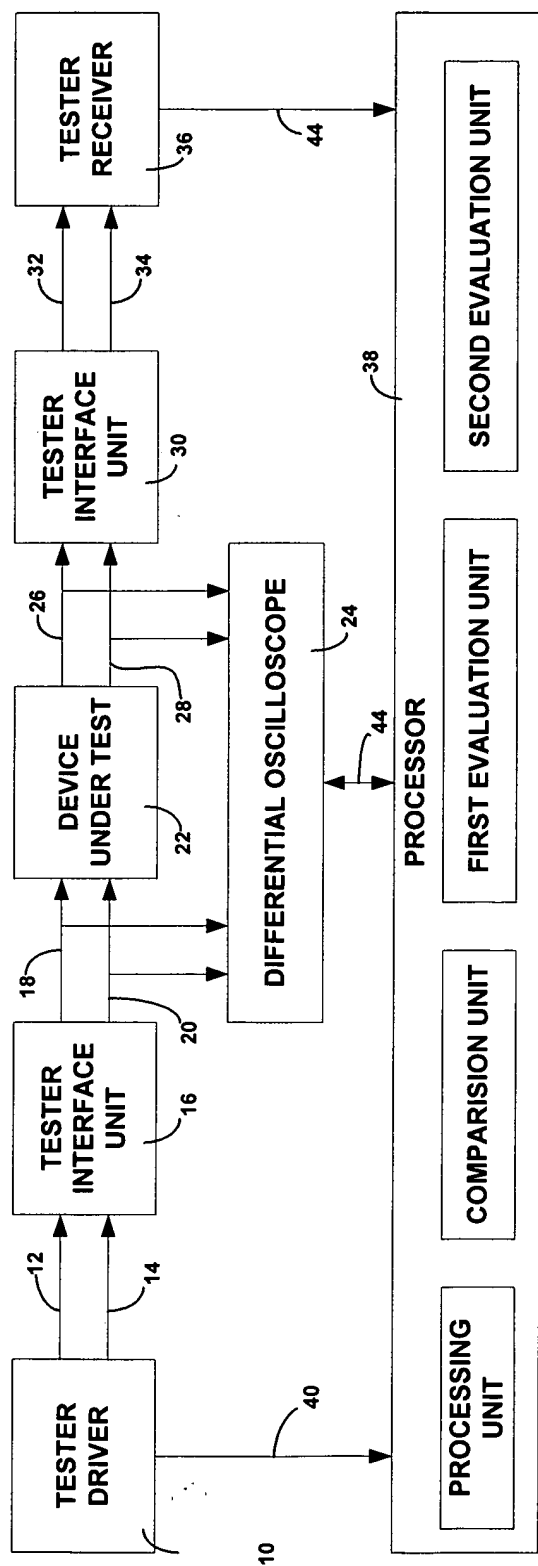 TESTER
DRIVER
10
12
14
TESTER
INTERFACE
UNIT
16
18
20
DEVICE
UNDER TEST
22
26
28
TESTER
INTERFACE
UNIT
30
32
34
TESTER
RECEIVER
36
DIFFERENTIAL OSCILLOSCOPE
24
40
44
44
PROCESSOR
38
PROCESSING
UNIT
COMPARISION UNIT
FIRST EVALUATION UNIT
SECOND EVALUATION UNIT